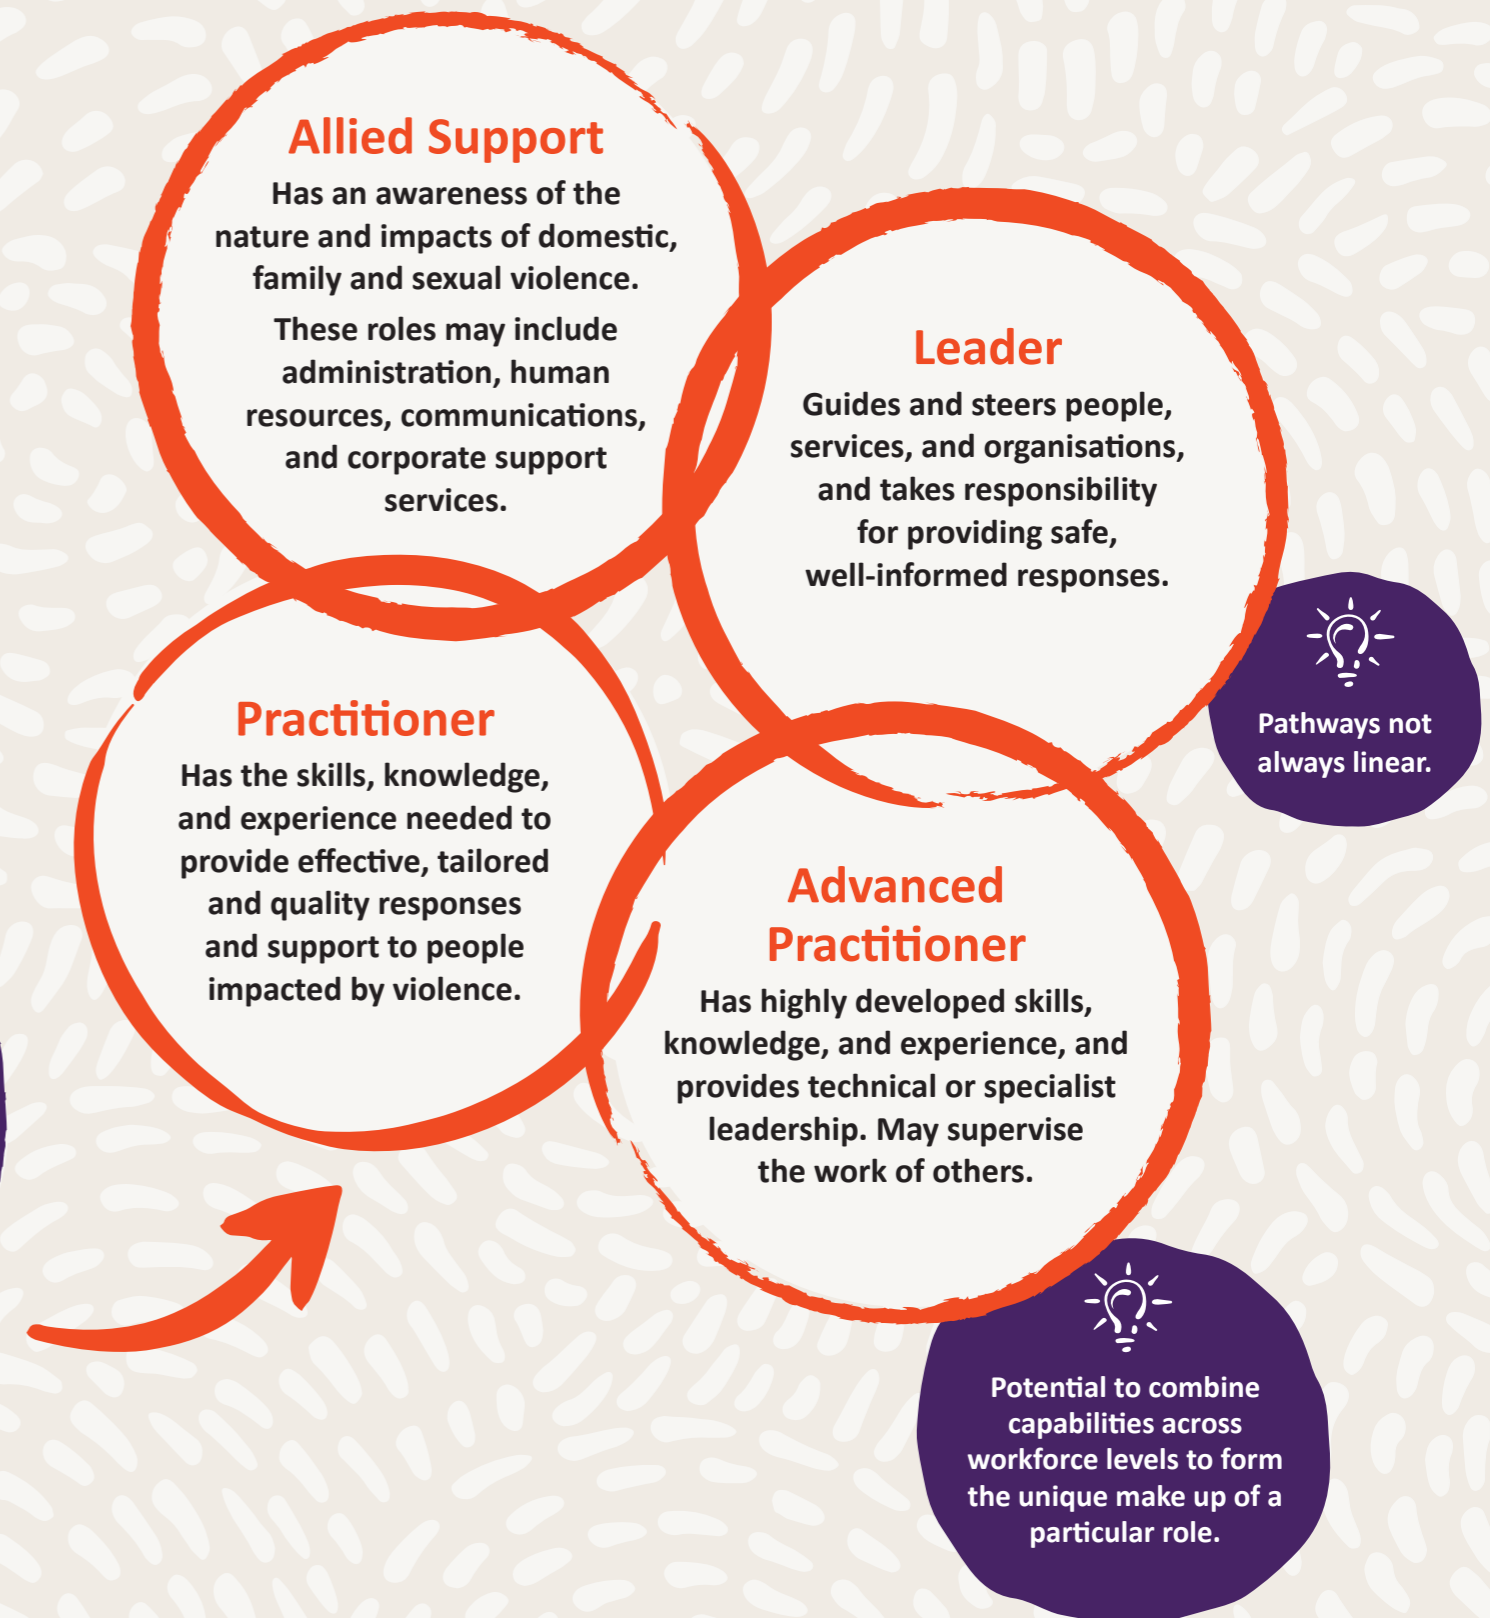 Allied Support
Has an awareness of the
nature and impacts of domestic,
family and sexual violence.
These roles may include
administration, human
resources, communications,
and corporate support
services.
Leader
Guides and steers people,
services, and organisations,
and takes responsibility
for providing safe,
well-informed responses.
Pathways not
always linear.
Practitioner
Has the skills, knowledge,
and experience needed to
provide effective, tailored
and quality responses
and support to people
impacted by violence.
Advanced
Practitioner
Has highly developed skills,
knowledge, and experience, and
provides technical or specialist
leadership. May supervise
the work of others.
Potential to combine
capabilities across
workforce levels to form
the unique make up of a
particular role.